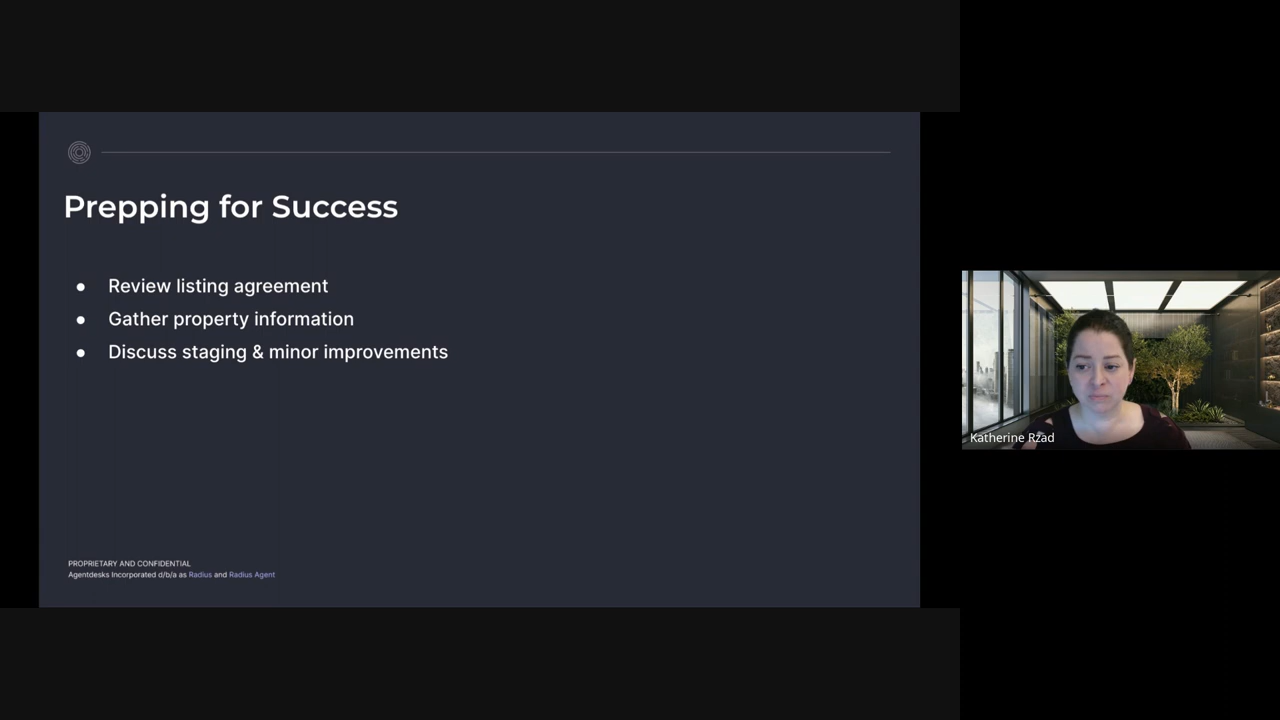 Prepping for Success
● Review listing agreement
● Gather property information
● Discuss staging & minor improvements
PROPRIETARY AND CONFIDENTIAL
Agentdesks Incorporated d/b/a as Radius and Radius Agent
Katherine Rzad